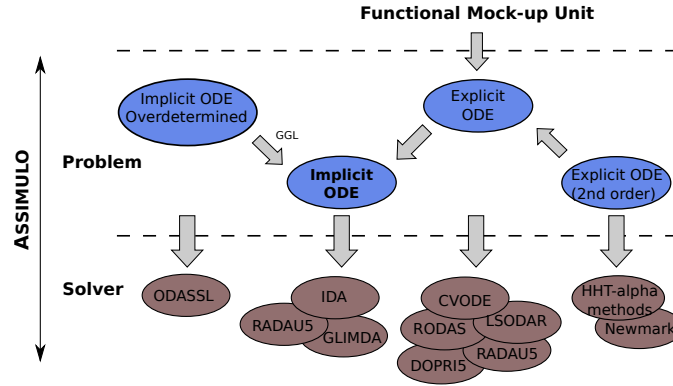 Functional Mock-up Unit
Implicit ODE
Overdetermined
Explicit
ODE
GGL
Problem
Implicit
ODE
Explicit ODE
(2nd order)
ASSIMULO
Solver
ODASSL
IDA
RADAU5
GLIMDA
CVODE
RODAS
LSODAR
DOPRI5
RADAU5
HHT-alpha
methods
Newmark